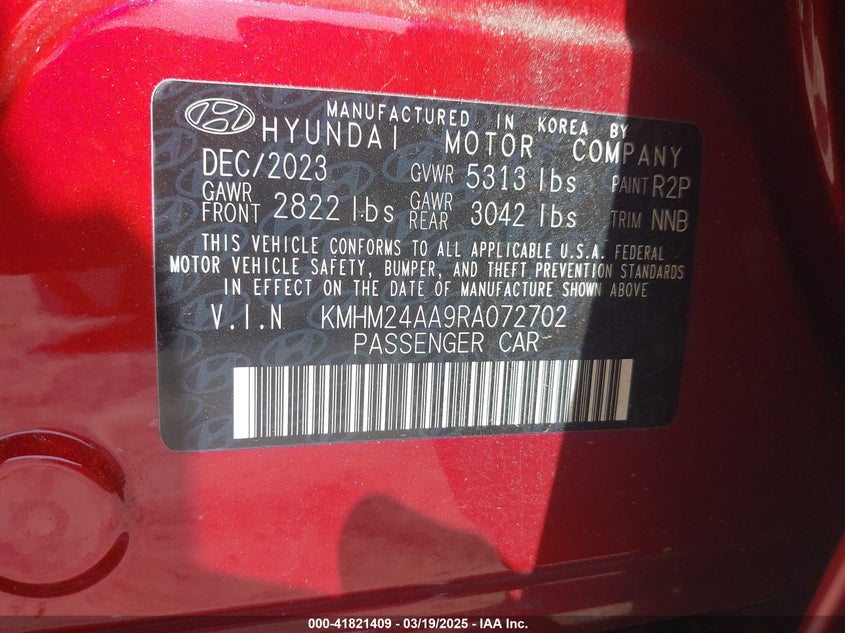 MANUFACTURED IN KOREA BY
HYUNDAI MOTOR COMPANY
DEC/2023 GVWR 5313 lbs PAINT R2P
GAWR FRONT 2822 lbs GAWR REAR 3042 lbs TRIM NNB
THIS VEHICLE CONFORMS TO ALL APPLICABLE U.S.A. FEDERAL
MOTOR VEHICLE SAFETY, BUMPER, AND THEFT PREVENTION STANDARDS
IN EFFECT ON THE DATE OF MANUFACTURE SHOWN ABOVE
V.I.N KMHM24AA9RA072702
PASSENGER CAR
000-41821409 - 03/19/2025 - IAA Inc.